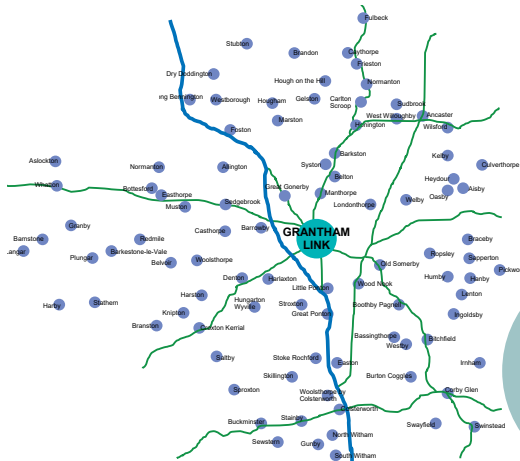 Fulbeck
Stubton
Brandon
Caythorpe
Frieston
Dry Doddington
Hough on the Hill
Normanton
ng Bennington
Westborough
Hougham
Gelston
Carlton
Scroop
Sudbrook
Marston
West Willoughby
Ancaster
Foston
Honington
Wilsford
Aslockton
Normanton
Allington
Syston
Barkston
Kelby
Culverthorpe
Belton
Heydour
Whatton
Bottesford
Easthorpe
Great Gonerby
Manthorpe
Oasby
Aisby
Muston
Sedgebrook
Londonthorpe
Welby
Granby
Casthorpe
Barrowby
GRANTHAM
LINK
Barnstone
Redmile
Braceby
Langar
Plungar
Barkestone-le-Vale
Belvoir
Woolsthorpe
Old Somerby
Ropsley
Sapperton
Pickwo
Denton
Harlaxton
Little Ponton
Wood Nook
Humby
Hanby
Harby
Stathern
Harston
Hungarton
Wyville
Stroxton
Boothby Pagnell
Lenton
Knipton
Great Ponton
Ingoldsby
Branston
Croxton Kerrial
Bassingthorpe
Westby
Bitchfield
Saltby
Stoke Rochford
Easton
Irnham
Skillington
Burton Coggles
Sproxton
Woolsthorpe by
Colsterworth
Corby Glen
Colsterworth
Buckminster
Stainby
Swayfield
Swinstead
Sewstern
Gunby
North Witham
South Witham